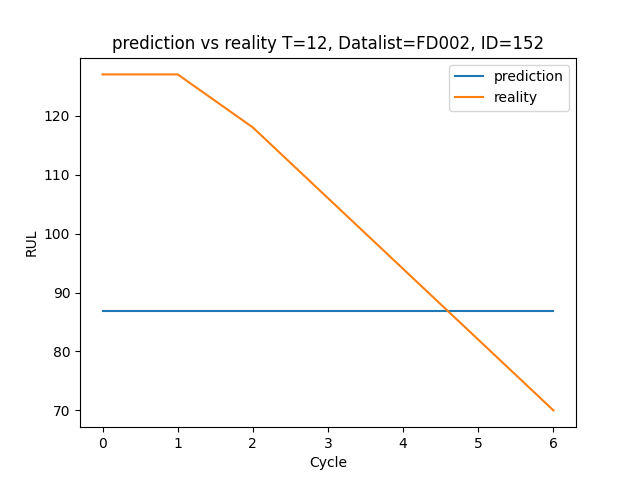 prediction vs reality T=12, Datalist=FD002, ID=152
prediction
reality
120
110
100
90
80
70
RUL
0 1 2 3 4 5 6
Cycle